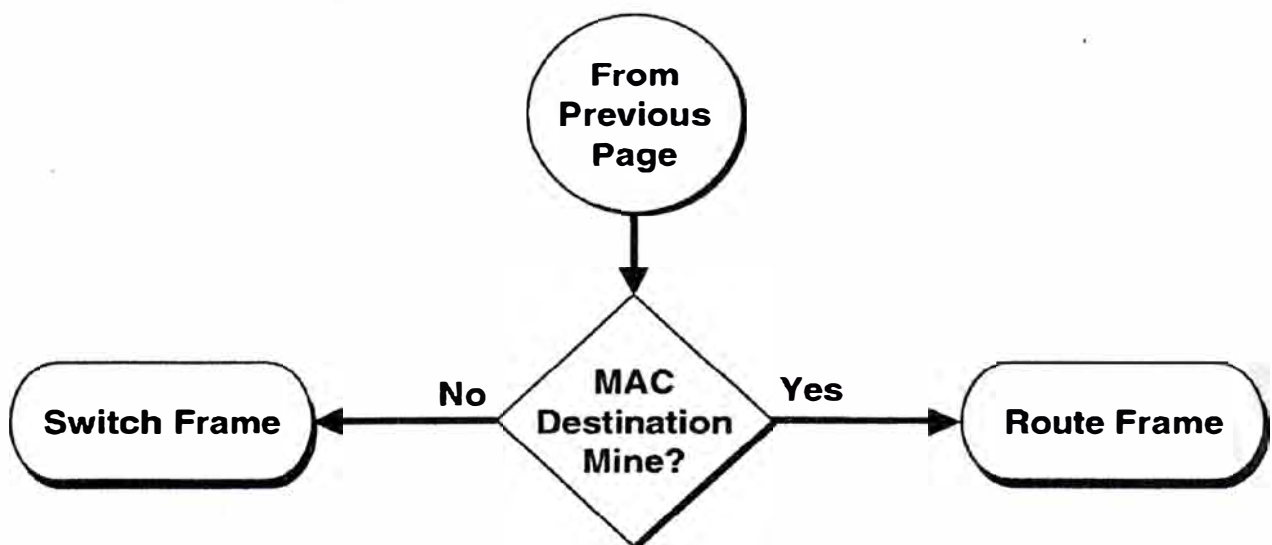 From
Previous
Page
No
MAC
Yes
Switch Frame
Destination
Route Frame
Mine?